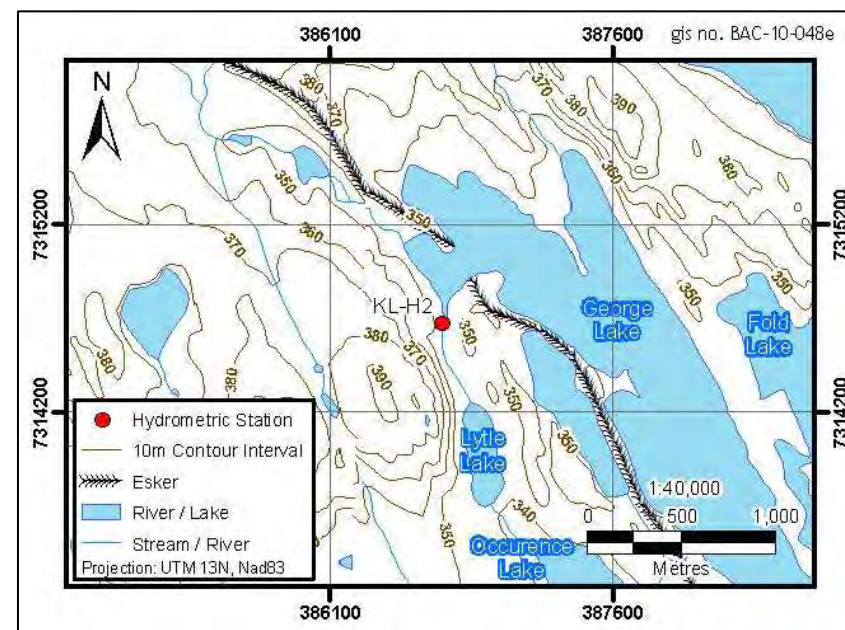 386100
387600
gis no. BAC-10-048e
N
380
370
370
380
390
350
360
380
360
7315200
350
350
7315200
370
360
350
350
KL-H2
George
Lake
Fold
Lake
380
370
350
380
380
390
7314200
350
7314200
Hydrometric Station
10m Contour Interval
Esker
River / Lake
Stream / River
Projection: UTM 13N, Nad83
Lytle
Lake
350
350
340
Occurence
Lake
1:40,000
0 500 1,000
Metres
386100
387600